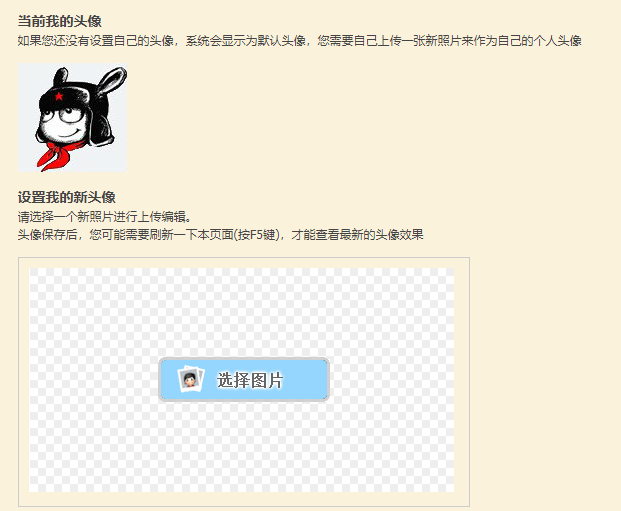 当前我的头像
如果您还没有设置自己的头像，系统会显示为默认头像，您需要自己上传一张新照片来作为自己的个人头像
设置我的新头像
请选择一个新照片进行上传编辑。
头像保存后，您可能需要刷新一下本页面(按F5键)，才能查看最新的头像效果
选择图片